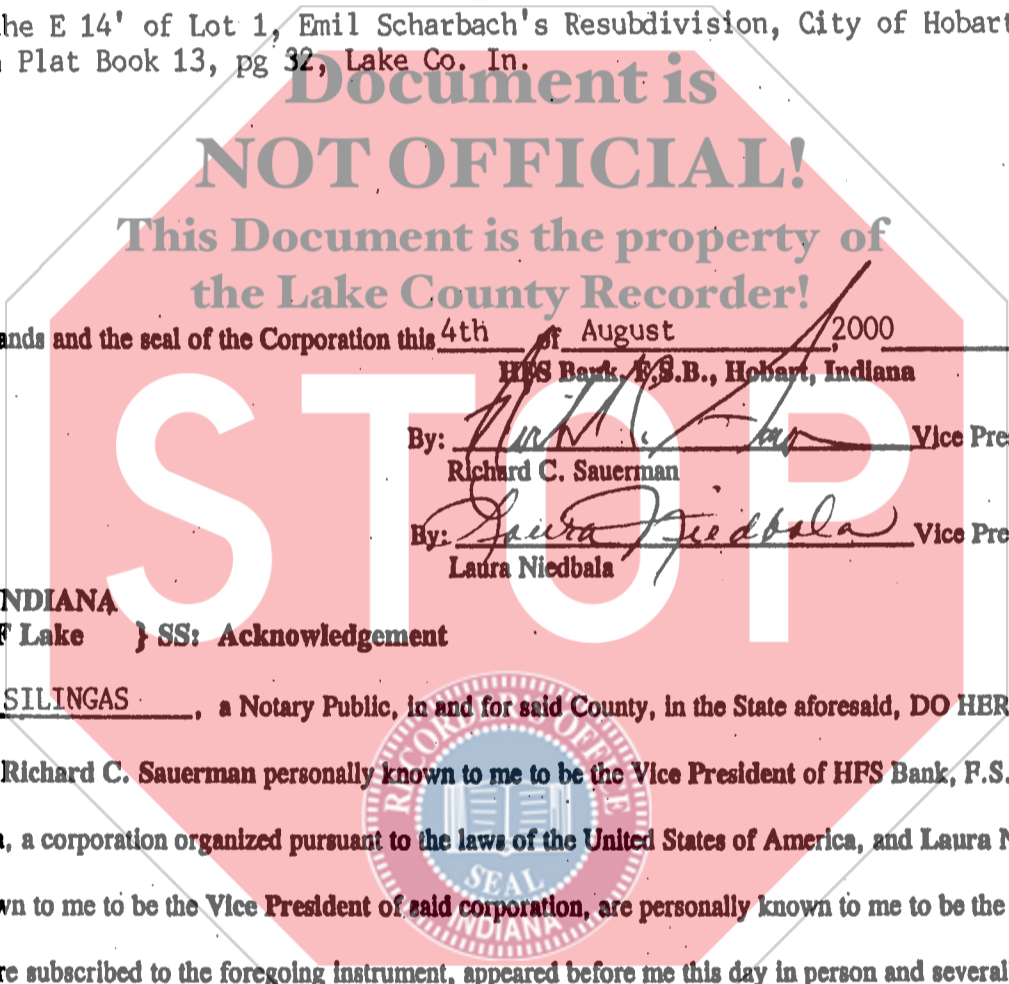 he E 14' of Lot 1, Emil Scharbach's Resubdivision, City of Hobart
Plat Book 13, pg 32, Lake Co. In.
Document is
NOT OFFICIAL!
This Document is the property of
the Lake County Recorder!
ands and the seal of the Corporation this 4th of August, 2000
HFS Bank, F.S.B., Hobart, Indiana
By: Vice Pre
Richard C. Sauerman
By: Laura Niedbala Vice Pre
Laura Niedbala
STOP
NDIANA
F Lake } SS: Acknowledgement
SILINGAS, a Notary Public, in and for said County, in the State aforesaid, DO HER
Richard C. Sauerman personally known to me to be the Vice President of HFS Bank, F.S.
, a corporation organized pursuant to the laws of the United States of America, and Laura N
wn to me to be the Vice President of said corporation, are personally known to me to be the
re subscribed to the foregoing instrument, appeared before me this day in person and several
RECORDER'S OFFICE
SEAL
INDIANA